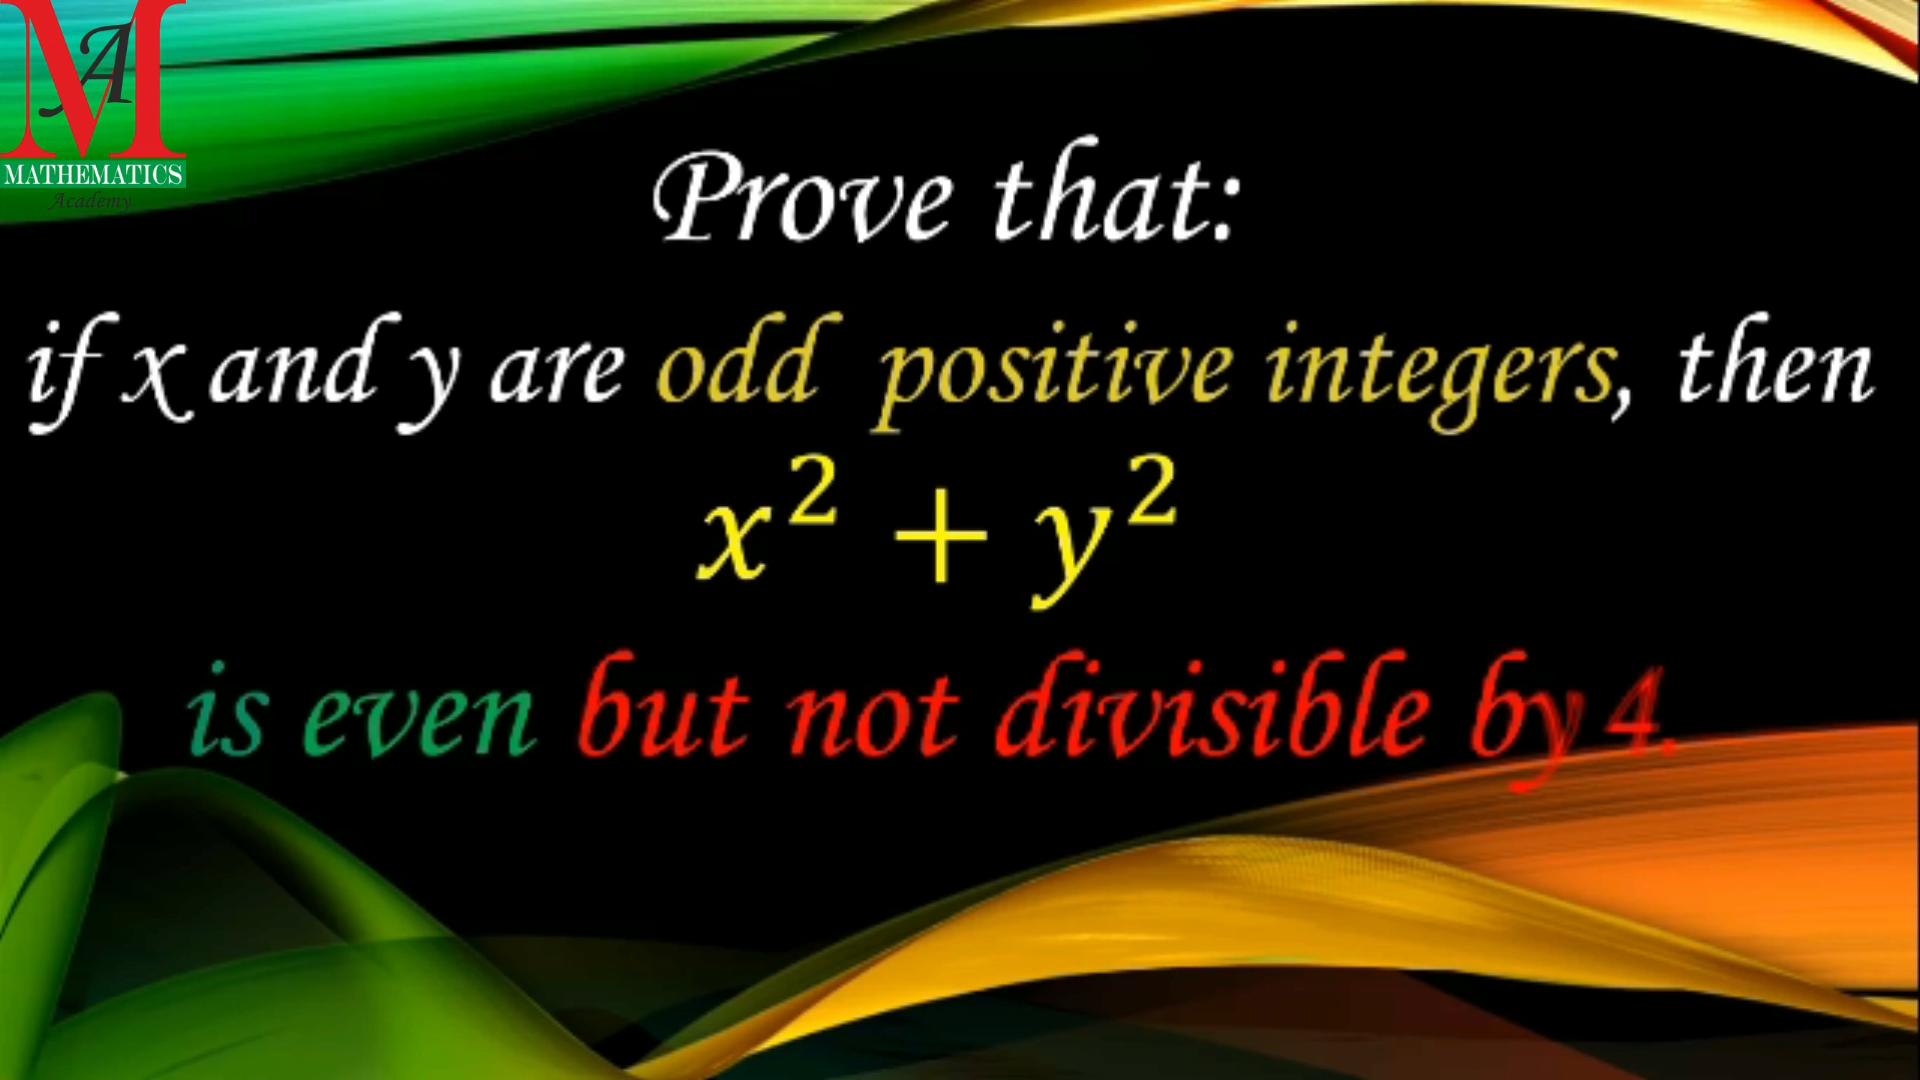 MA
MATHEMATICS
Academy
Prove that:
if x and y are odd positive integers, then
x² + y²
is even but not divisible by 4.